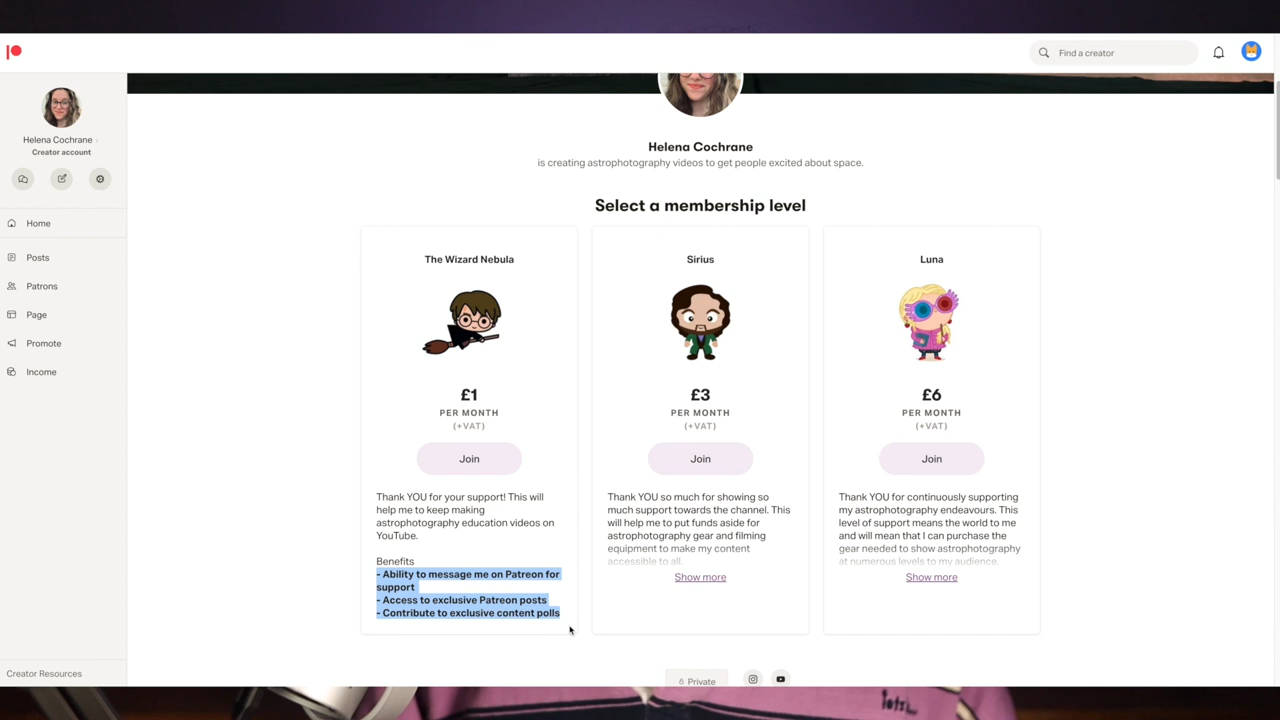 Find a creator
Helena Cochrane
Creator account
Home
Posts
Patrons
Page
Promote
Income
Creator Resources
Helena Cochrane
is creating astrophotography videos to get people excited about space.
Select a membership level
The Wizard Nebula
£1
PER MONTH
(+VAT)
Join
Thank YOU for your support! This will
help me to keep making
astrophotography education videos on
YouTube.
Benefits
- Ability to message me on Patreon for
support
- Access to exclusive Patreon posts
- Contribute to exclusive content polls
Sirius
£3
PER MONTH
(+VAT)
Join
Thank YOU so much for showing so
much support towards the channel. This
will help me to put funds aside for
astrophotography gear and filming
equipment to make my content
accessible to all.
Show more
Luna
£6
PER MONTH
(+VAT)
Join
Thank YOU for continuously supporting
my astrophotography endeavours. This
level of support means the world to me
and will mean that I can purchase the
gear needed to show astrophotography
at numerous levels to my audience.
Show more
Private